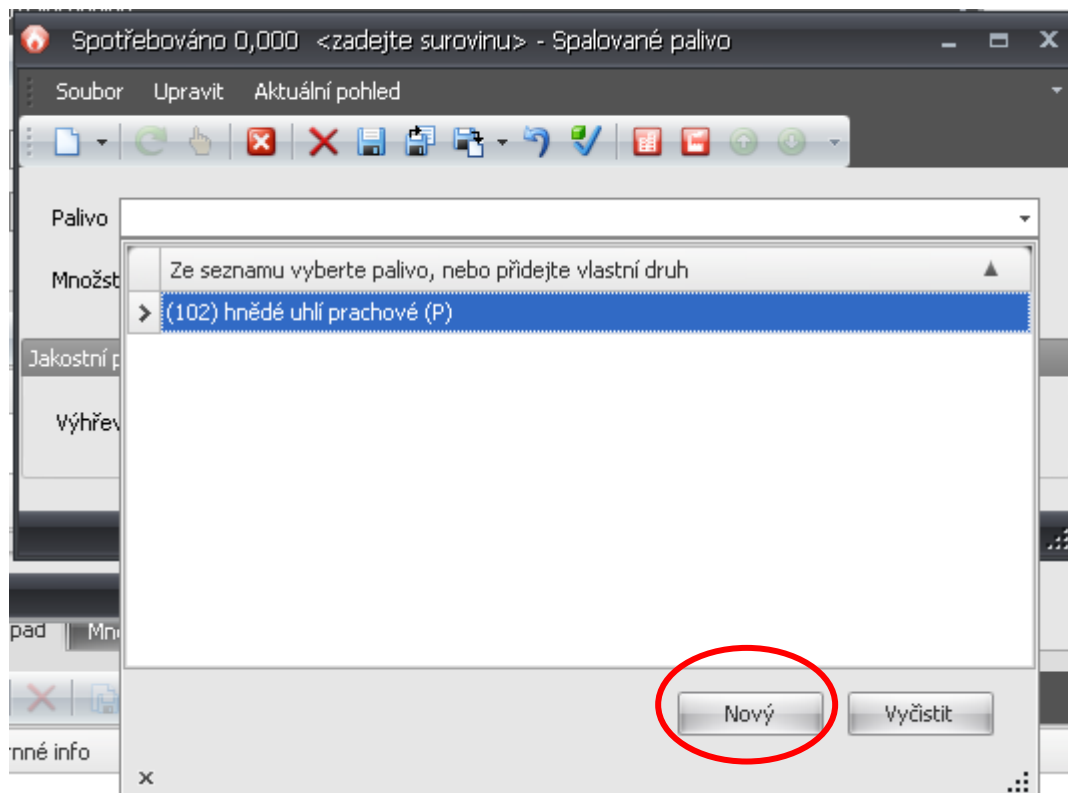 Spotřebováno 0,000 <zadejte surovinu> - Spalované palivo
Soubor Upravit Aktuální pohled
Palivo
Ze seznamu vyberte palivo, nebo přidejte vlastní druh
Množst
(102) hnědé uhlí prachové (P)
Jakostní p
Výhřev
pad Mn
Nový Vyčistit
nné info